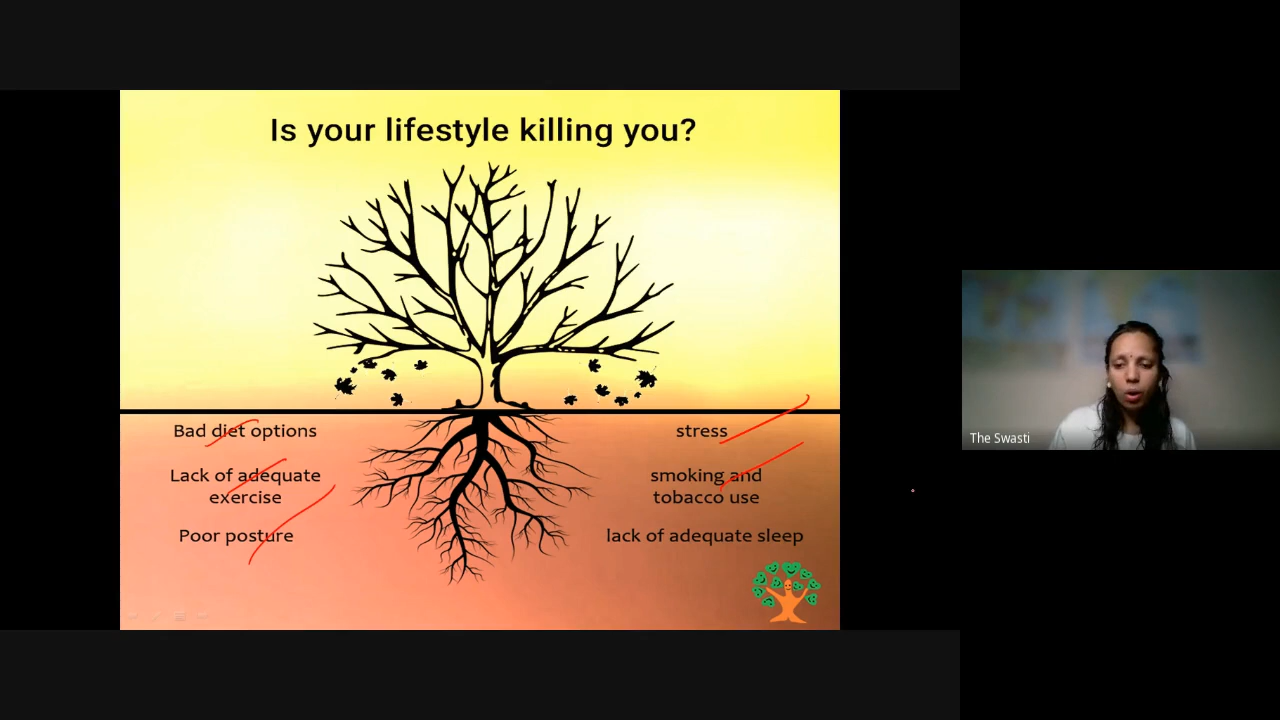 Is your lifestyle killing you?
Bad diet options
Lack of adequate
exercise
Poor posture
stress
smoking and
tobacco use
lack of adequate sleep
The Swasti